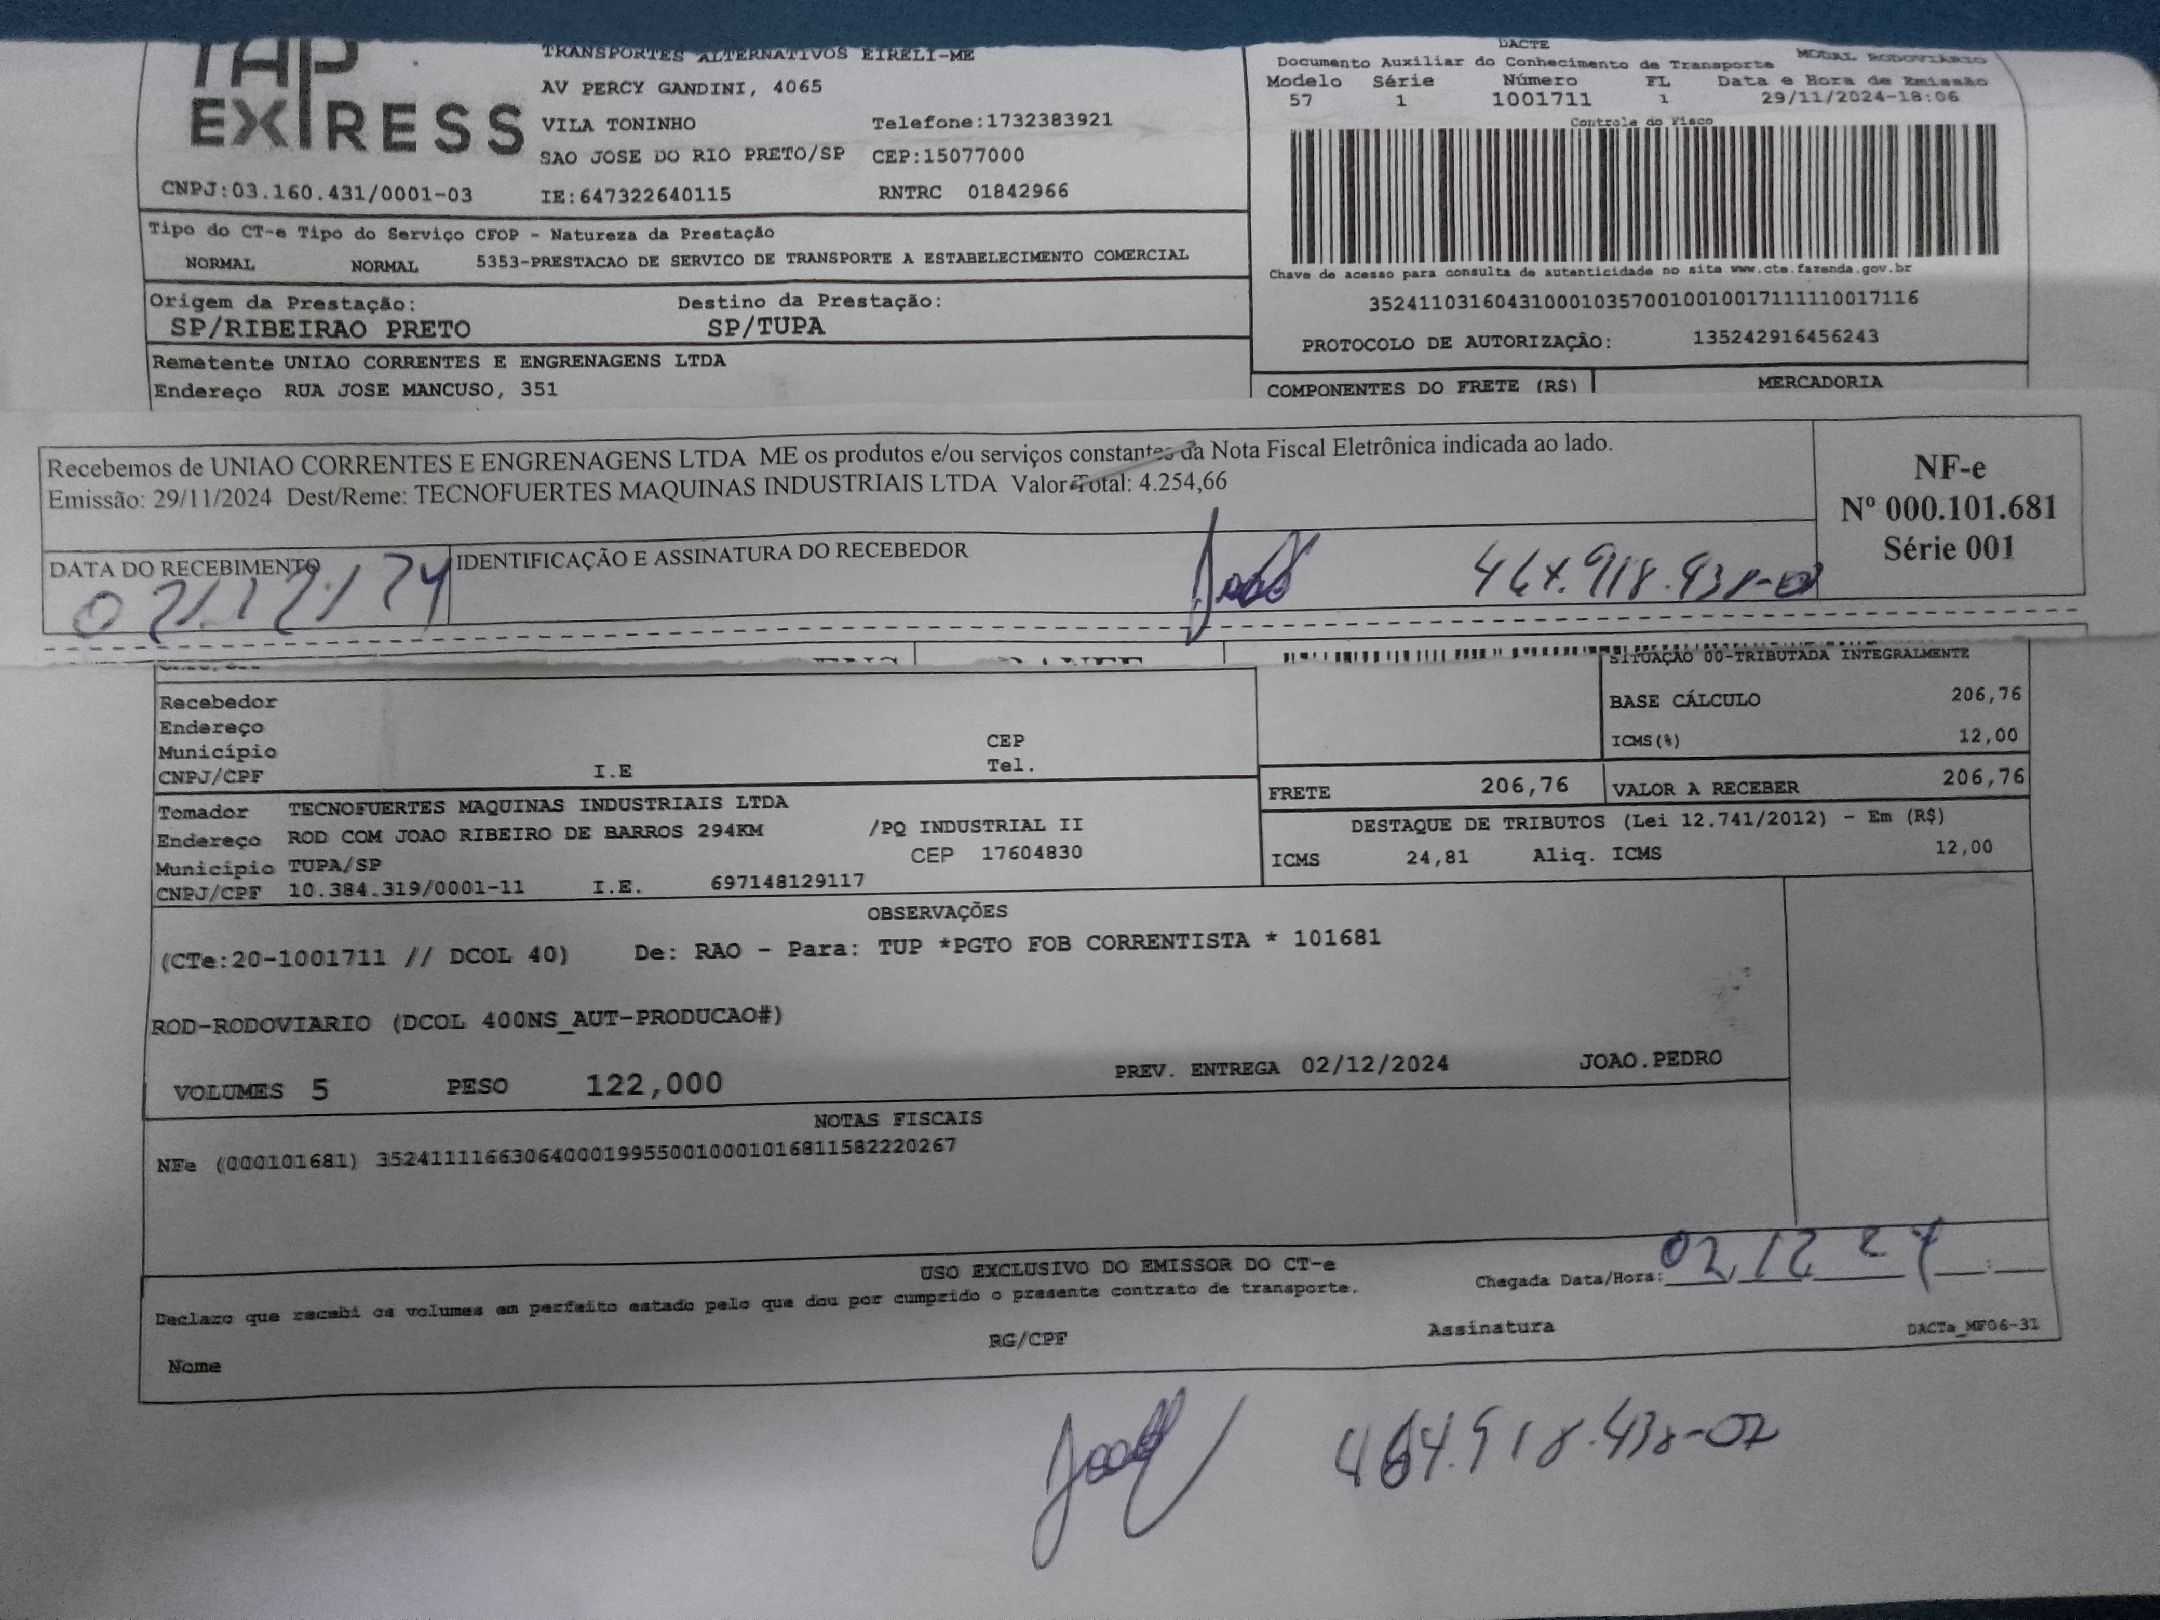 TAP
EXPRESS
TRANSPORTES ALTERNATIVOS EIRELI-ME
AV PERCY GANDINI, 4065
VILA TONINHO Telefone:1732383921
SAO JOSE DO RIO PRETO/SP CEP:15077000
CNPJ:03.160.431/0001-03 IE:647322640115 RNTRC 01842966
DACTE MODAL RODOVIÁRIO
Documento Auxiliar do Conhecimento de Transporte
Modelo Série Número FL Data e Hora de Emissão
57 1 1001711 1 29/11/2024-18:06
Controle do Fisco
Chave de acesso para consulta de autenticidade no site www.cte.fazenda.gov.br
35241103160431000103570010010017111110017116
PROTOCOLO DE AUTORIZAÇÃO: 135242916456243
Tipo do CT-e Tipo do Serviço CFOP - Natureza da Prestação
NORMAL NORMAL 5353-PRESTACAO DE SERVICO DE TRANSPORTE A ESTABELECIMENTO COMERCIAL
Origem da Prestação: Destino da Prestação:
SP/RIBEIRAO PRETO SP/TUPA
Remetente UNIAO CORRENTES E ENGRENAGENS LTDA
Endereço RUA JOSE MANCUSO, 351
COMPONENTES DO FRETE (R$) MERCADORIA
Recebemos de UNIAO CORRENTES E ENGRENAGENS LTDA ME os produtos e/ou serviços constantes da Nota Fiscal Eletrônica indicada ao lado.
Emissão: 29/11/2024 Dest/Reme: TECNOFUERTES MAQUINAS INDUSTRIAIS LTDA Valor Total: 4.254,66
NF-e
Nº 000.101.681
Série 001
DATA DO RECEBIMENTO IDENTIFICAÇÃO E ASSINATURA DO RECEBEDOR
02/12/24 464.918.438-02
SITUAÇÃO 00-TRIBUTADA INTEGRALMENTE
BASE CÁLCULO 206,76
ICMS(%) 12,00
Recebedor
Endereço
Município CEP
CNPJ/CPF I.E Tel.
FRETE 206,76 VALOR A RECEBER 206,76
DESTAQUE DE TRIBUTOS (Lei 12.741/2012) - Em (R$)
ICMS 24,81 Aliq. ICMS 12,00
Tomador TECNOFUERTES MAQUINAS INDUSTRIAIS LTDA
Endereço ROD COM JOAO RIBEIRO DE BARROS 294KM /PQ INDUSTRIAL II
Município TUPA/SP CEP 17604830
CNPJ/CPF 10.384.319/0001-11 I.E. 697148129117
OBSERVAÇÕES
(CTe:20-1001711 // DCOL 40) De: RAO - Para: TUP *PGTO FOB CORRENTISTA * 101681
ROD-RODOVIARIO (DCOL 400NS_AUT-PRODUCAO#)
VOLUMES 5 PESO 122,000 PREV. ENTREGA 02/12/2024 JOAO.PEDRO
NOTAS FISCAIS
NFe (000101681) 35241111663064000199550010001016811582220267
USO EXCLUSIVO DO EMISSOR DO CT-e
Declaro que recebi os volumes em perfeito estado pelo que dou por cumprido o presente contrato de transporte.
Chegada Data/Hora: 02 12 24
Nome RG/CPF Assinatura DACTe_MF06-31
464.918.438-02